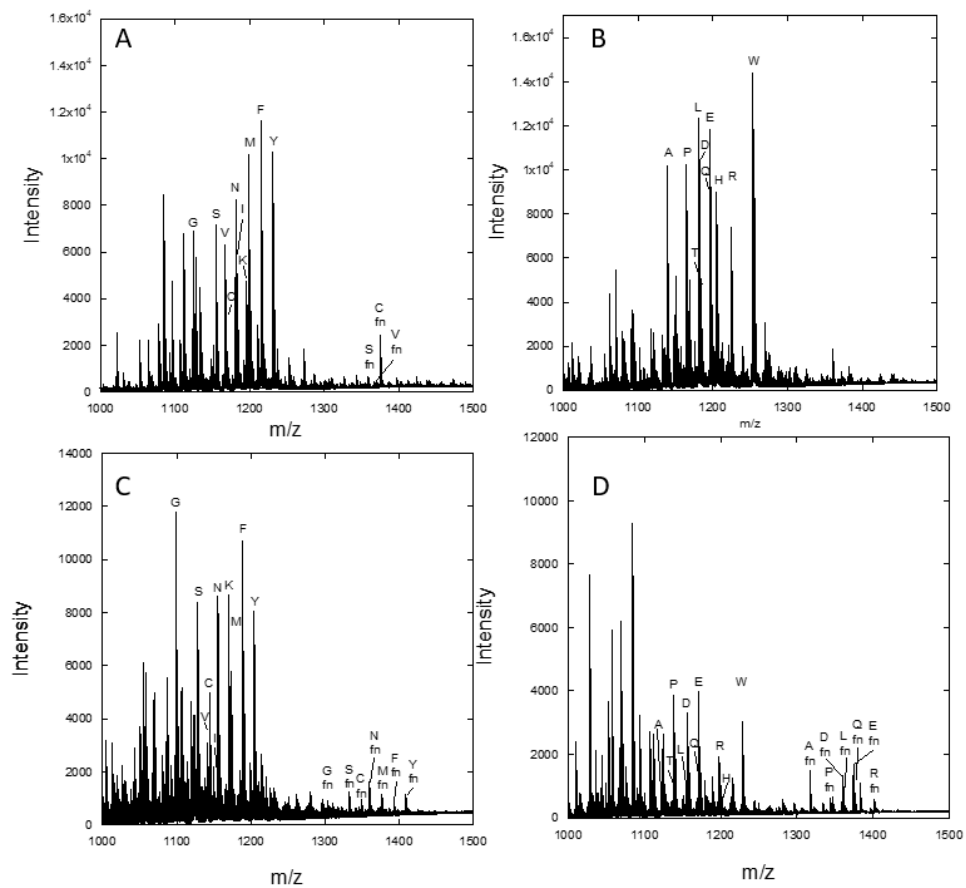 A
Intensity
1.6x10⁴
1.4x10⁴
1.2x10⁴
1x10⁴
8000
6000
4000
2000
0
G
S
V
C
N
I
K
M
F
Y
S fn
C fn
V fn
1000 1100 1200 1300 1400 1500
m/z
B
Intensity
1.6x10⁴
1.4x10⁴
1.2x10⁴
1x10⁴
8000
6000
4000
2000
0
A
P
L
D
T
Q
E
H
R
W
1000 1100 1200 1300 1400 1500
m/z
C
Intensity
14000
12000
10000
8000
6000
4000
2000
0
G
S
V
C
I
N
K
M
F
Y
G fn
S fn
C fn
N fn
M fn
F fn
Y fn
1000 1100 1200 1300 1400 1500
m/z
D
Intensity
12000
10000
8000
6000
4000
2000
0
A
T
P
L
D
Q
E
R
H
W
A fn
D fn
P fn
L fn
Q fn
E fn
R fn
1000 1100 1200 1300 1400 1500
m/z